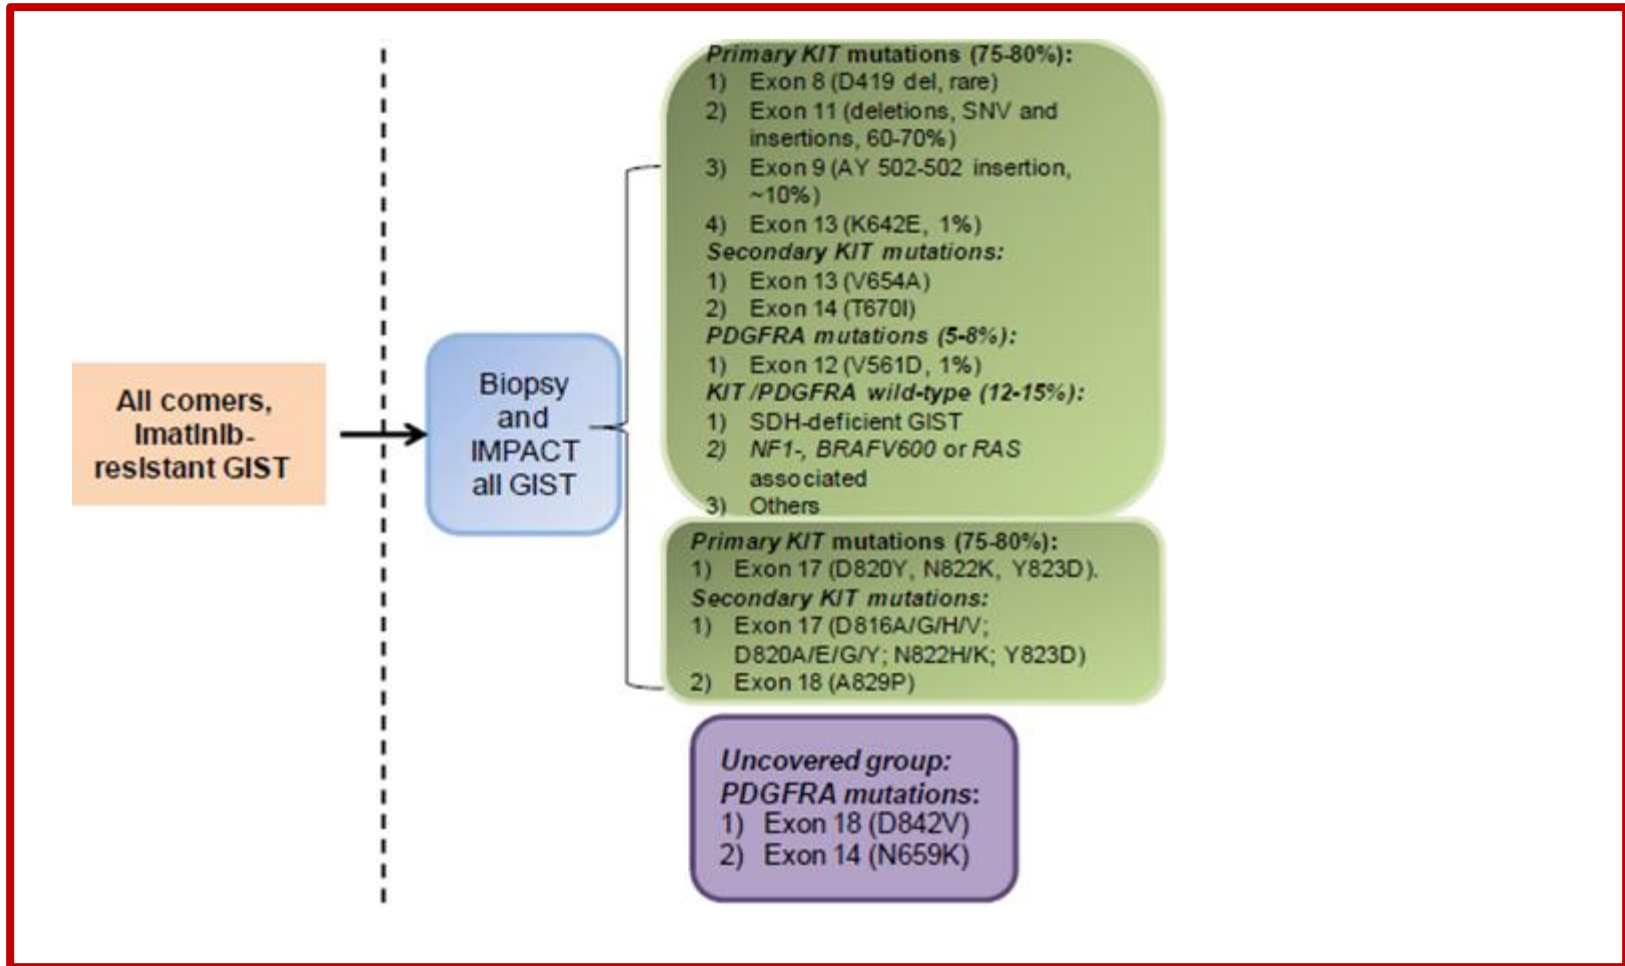 All comers,
Imatinib-
resistant GIST
Biopsy
and
IMPACT
all GIST
Primary KIT mutations (75-80%):
1) Exon 8 (D419 del, rare)
2) Exon 11 (deletions, SNV and
insertions, 60-70%)
3) Exon 9 (AY 502-502 insertion,
~10%)
4) Exon 13 (K642E, 1%)
Secondary KIT mutations:
1) Exon 13 (V654A)
2) Exon 14 (T670I)
PDGFRA mutations (5-8%):
1) Exon 12 (V561D, 1%)
KIT/PDGFRA wild-type (12-15%):
1) SDH-deficient GIST
2) NF1-, BRAFV600 or RAS
associated
3) Others
Primary KIT mutations (75-80%):
1) Exon 17 (D820Y, N822K, Y823D).
Secondary KIT mutations:
1) Exon 17 (D816A/G/H/V;
D820A/E/G/Y; N822H/K; Y823D)
2) Exon 18 (A829P)
Uncovered group:
PDGFRA mutations:
1) Exon 18 (D842V)
2) Exon 14 (N659K)